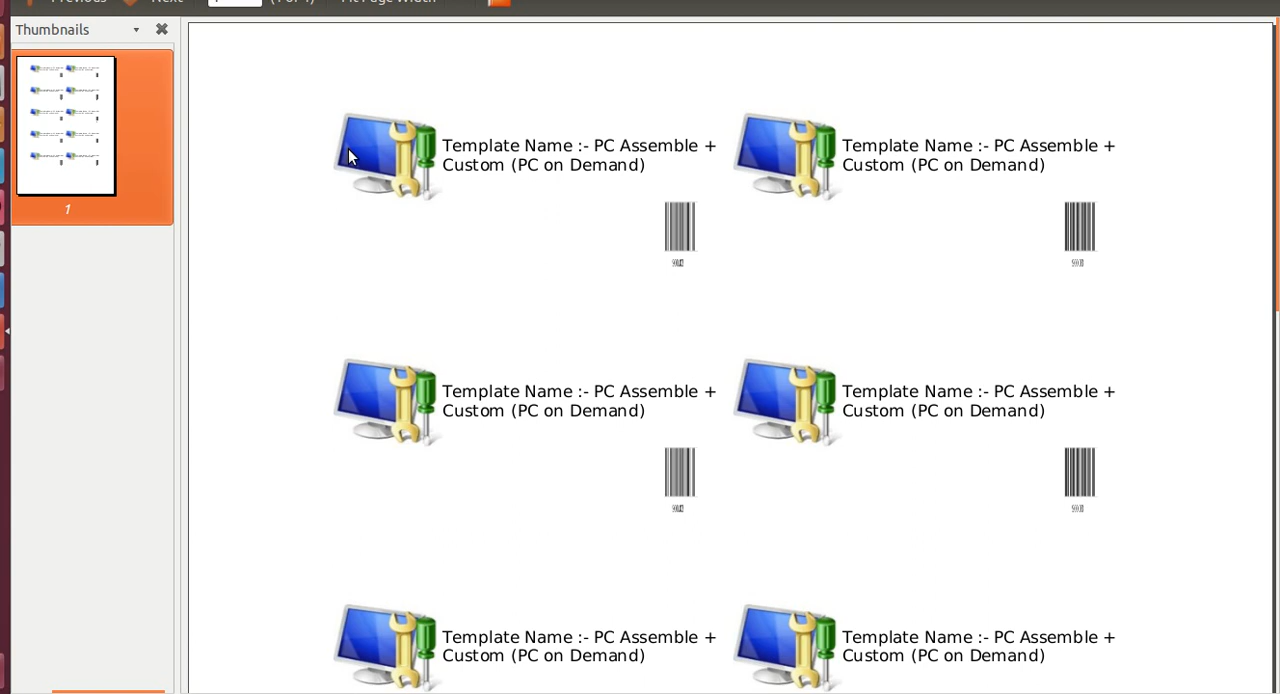 Thumbnails
1
Template Name :- PC Assemble +
Custom (PC on Demand)
Template Name :- PC Assemble +
Custom (PC on Demand)
Template Name :- PC Assemble +
Custom (PC on Demand)
Template Name :- PC Assemble +
Custom (PC on Demand)
Template Name :- PC Assemble +
Custom (PC on Demand)
Template Name :- PC Assemble +
Custom (PC on Demand)